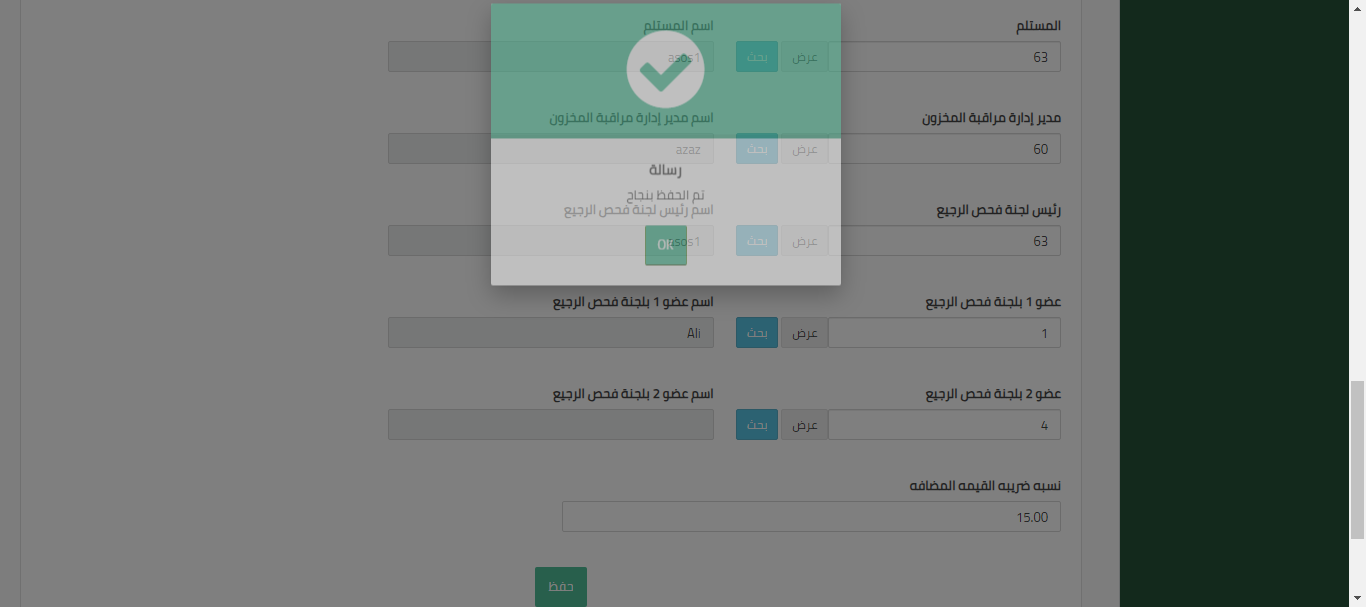 المستلم
اسم المستلم
63
عرض
بحث
asos1
مدير إدارة مراقبة المخزون
اسم مدير إدارة مراقبة المخزون
60
عرض
بحث
azaz
رسالة
تم الحفظ بنجاح
رئيس لجنة فحص الرجيع
اسم رئيس لجنة فحص الرجيع
63
عرض
بحث
asos1
Ok
عضو 1 بلجنة فحص الرجيع
اسم عضو 1 بلجنة فحص الرجيع
1
عرض
بحث
Ali
عضو 2 بلجنة فحص الرجيع
اسم عضو 2 بلجنة فحص الرجيع
4
عرض
بحث
نسبه ضريبه القيمه المضافه
15.00
حفظ